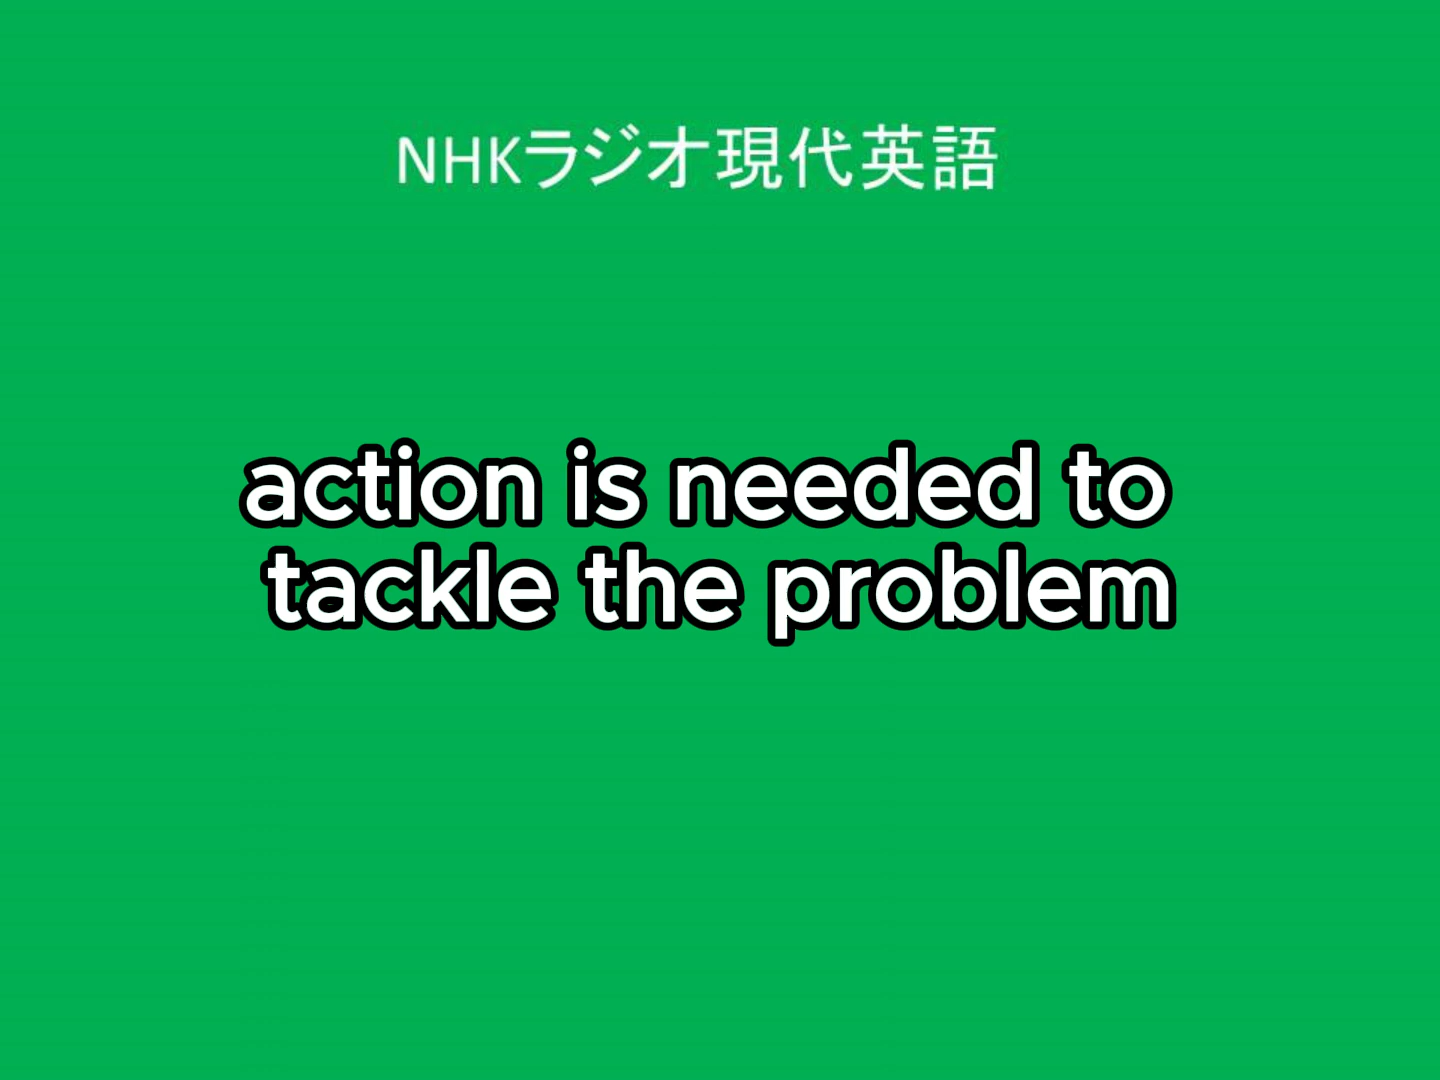 NHKラジオ現代英語
action is needed to
tackle the problem